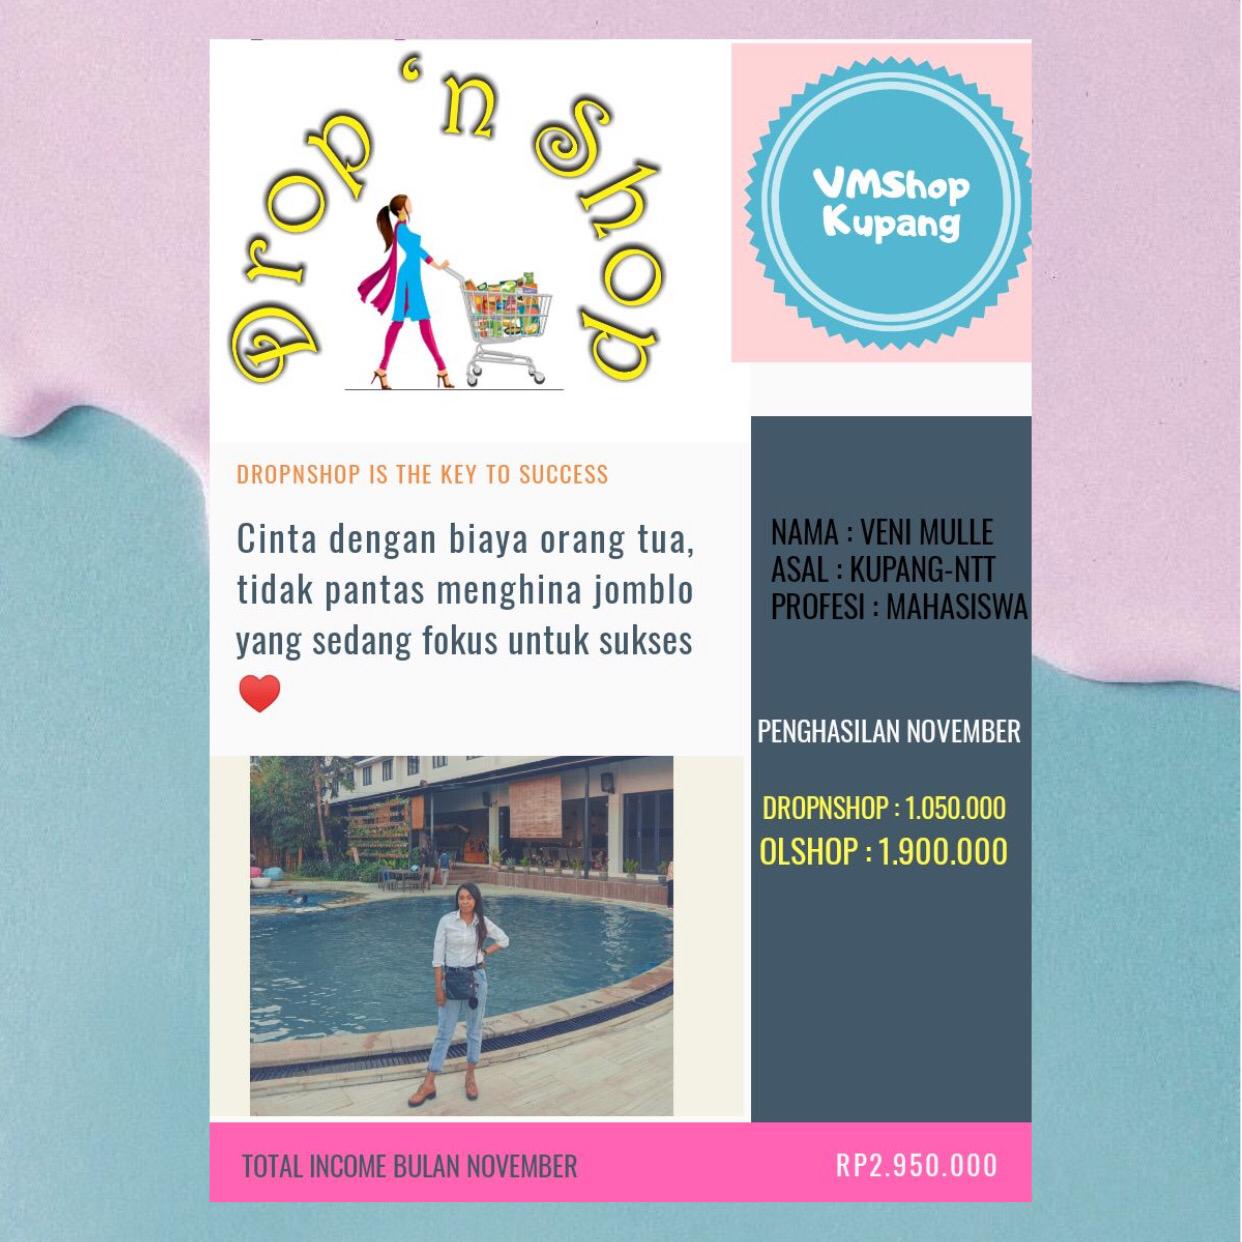 Drop 'n Shop
VMShop
Kupang
DROPNSHOP IS THE KEY TO SUCCESS
Cinta dengan biaya orang tua,
tidak pantas menghina jomblo
yang sedang fokus untuk sukses
❤️
NAMA : VENI MULLE
ASAL : KUPANG-NTT
PROFESI : MAHASISWA
PENGHASILAN NOVEMBER
DROPNSHOP : 1.050.000
OLSHOP : 1.900.000
TOTAL INCOME BULAN NOVEMBER
RP2.950.000